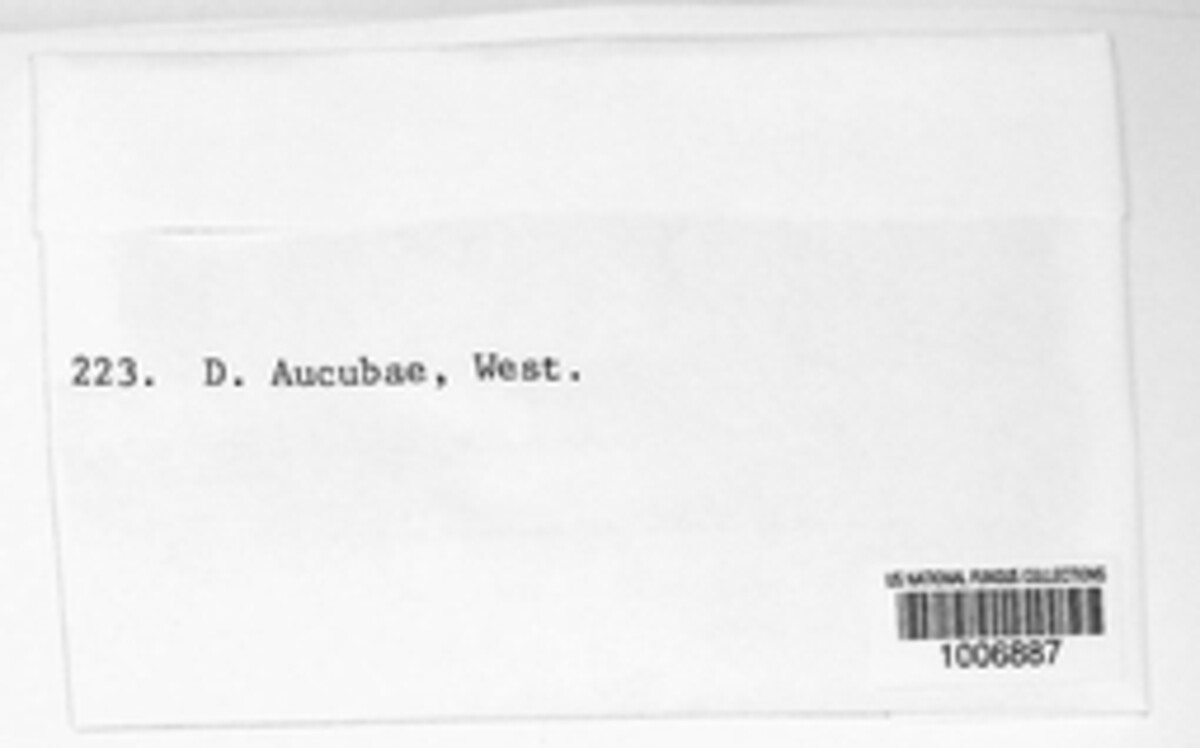 223. D. Aucubae, West.
US NATIONAL FUNGUS COLLECTIONS
1006887